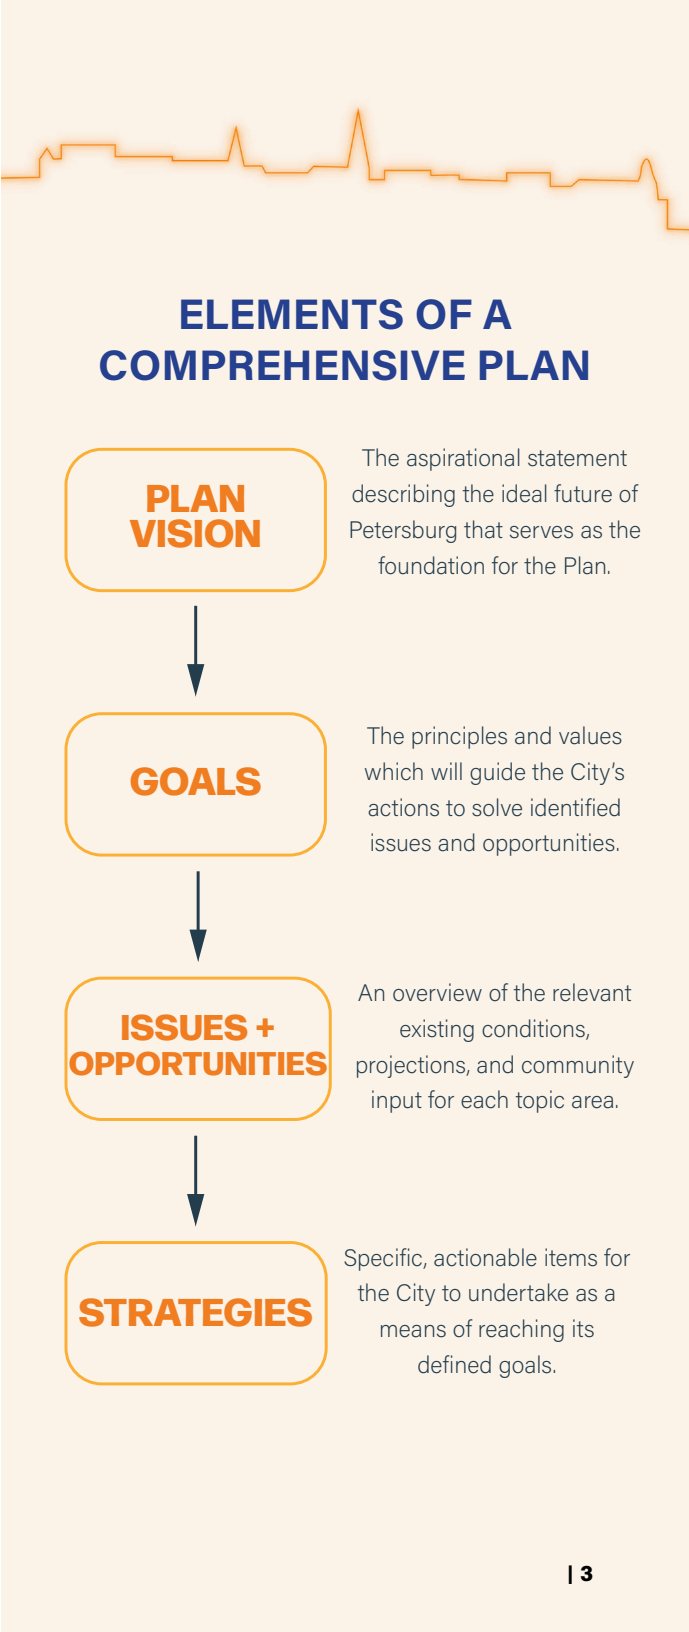 ELEMENTS OF A
COMPREHENSIVE PLAN
PLAN
VISION
The aspirational statement
describing the ideal future of
Petersburg that serves as the
foundation for the Plan.
GOALS
The principles and values
which will guide the City’s
actions to solve identified
issues and opportunities.
ISSUES +
OPPORTUNITIES
An overview of the relevant
existing conditions,
projections, and community
input for each topic area.
STRATEGIES
Specific, actionable items for
the City to undertake as a
means of reaching its
defined goals.
| 3